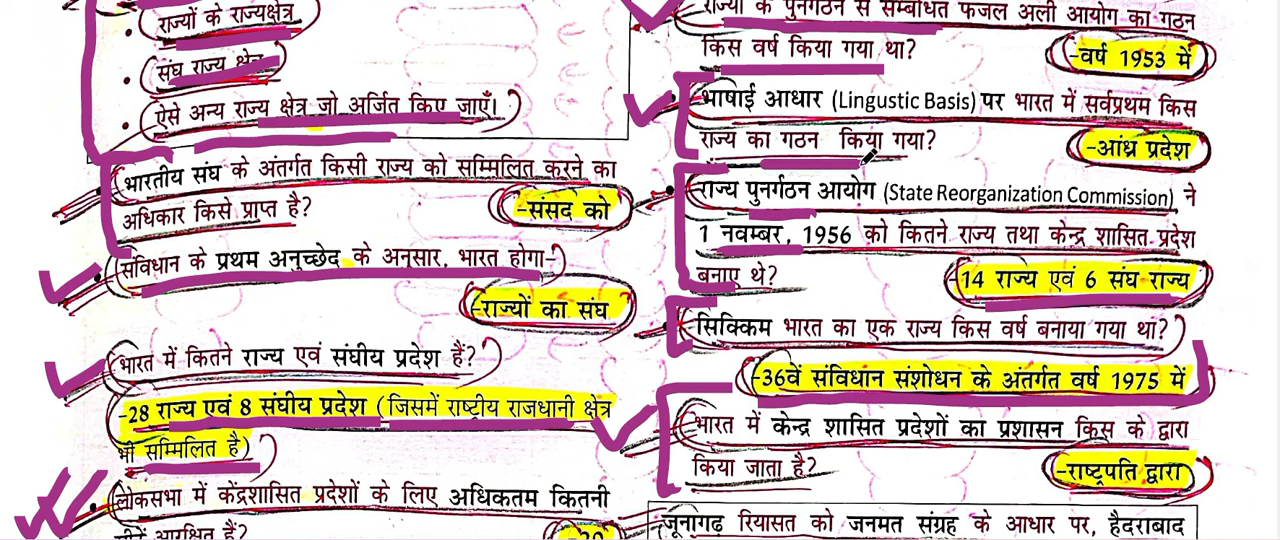 राज्यों के राज्यक्षेत्र
संघ राज्य क्षेत्र
ऐसे अन्य राज्य क्षेत्र जो अर्जित किए जाएँ।
भारतीय संघ के अंतर्गत किसी राज्य को सम्मिलित करने का
अधिकार किसे प्राप्त है?
-संसद को
संविधान के प्रथम अनुच्छेद के अनुसार, भारत होगा-
-राज्यों का संघ
भारत में कितने राज्य एवं संघीय प्रदेश हैं?
-28 राज्य एवं 8 संघीय प्रदेश (जिसमें राष्ट्रीय राजधानी क्षेत्र
भी सम्मिलित है)
लोकसभा में केंद्रशासित प्रदेशों के लिए अधिकतम कितनी
आरक्षित हैं?
-20
राज्यों के पुनर्गठन से सम्बंधित फजल अली आयोग का गठन
किस वर्ष किया गया था?
-वर्ष 1953 में
भाषाई आधार (Lingustic Basis) पर भारत में सर्वप्रथम किस
राज्य का गठन किया गया?
-आंध्र प्रदेश
राज्य पुनर्गठन आयोग (State Reorganization Commission) ने
1 नवम्बर, 1956 को कितने राज्य तथा केन्द्र शासित प्रदेश
बनाए थे?
-14 राज्य एवं 6 संघ राज्य
सिक्किम भारत का एक राज्य किस वर्ष बनाया गया था?
-36वें संविधान संशोधन के अंतर्गत वर्ष 1975 में
भारत में केन्द्र शासित प्रदेशों का प्रशासन किस के द्वारा
किया जाता है?
-राष्ट्रपति द्वारा
जूनागढ़ रियासत को जनमत संग्रह के आधार पर, हैदराबाद